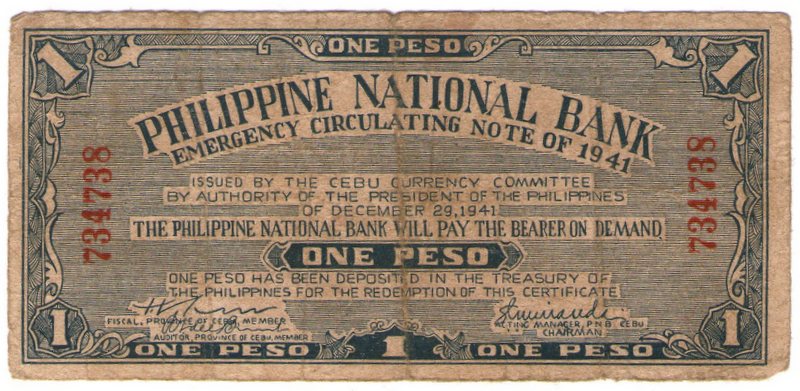 1 ONE PESO 1
PHILIPPINE NATIONAL BANK
EMERGENCY CIRCULATING NOTE OF 1941
734738
734738
ISSUED BY THE CEBU CURRENCY COMMITTEE
BY AUTHORITY OF THE PRESIDENT OF THE PHILIPPINES
OF DECEMBER 29, 1941
THE PHILIPPINE NATIONAL BANK WILL PAY THE BEARER ON DEMAND
ONE PESO
ONE PESO HAS BEEN DEPOSITED IN THE TREASURY OF
THE PHILIPPINES FOR THE REDEMPTION OF THIS CERTIFICATE
FISCAL, PROVINCE OF CEBU, MEMBER
AUDITOR, PROVINCE OF CEBU, MEMBER
ACTING MANAGER, P N B CEBU
CHAIRMAN
1 ONE PESO 1 ONE PESO 1